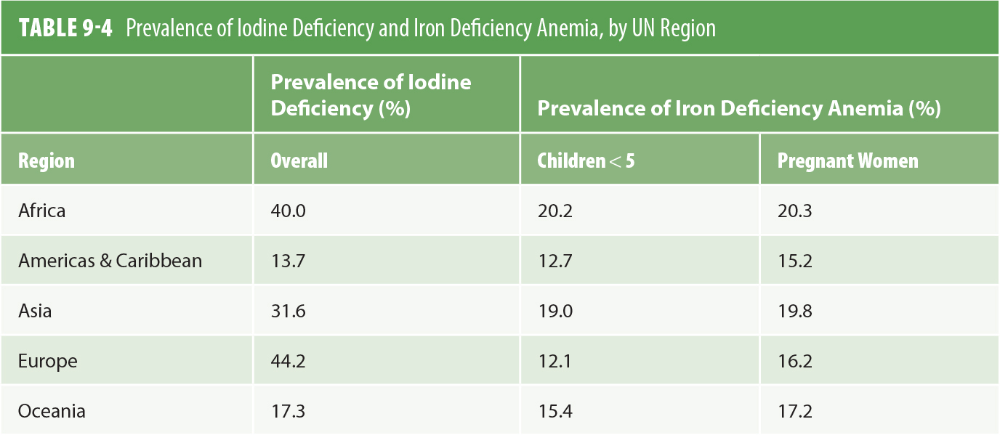 TABLE 9-4 Prevalence of Iodine Deficiency and Iron Deficiency Anemia, by UN Region
Prevalence of Iodine
Deficiency (%)
Prevalence of Iron Deficiency Anemia (%)
Region Overall Children < 5 Pregnant Women
Africa 40.0 20.2 20.3
Americas & Caribbean 13.7 12.7 15.2
Asia 31.6 19.0 19.8
Europe 44.2 12.1 16.2
Oceania 17.3 15.4 17.2